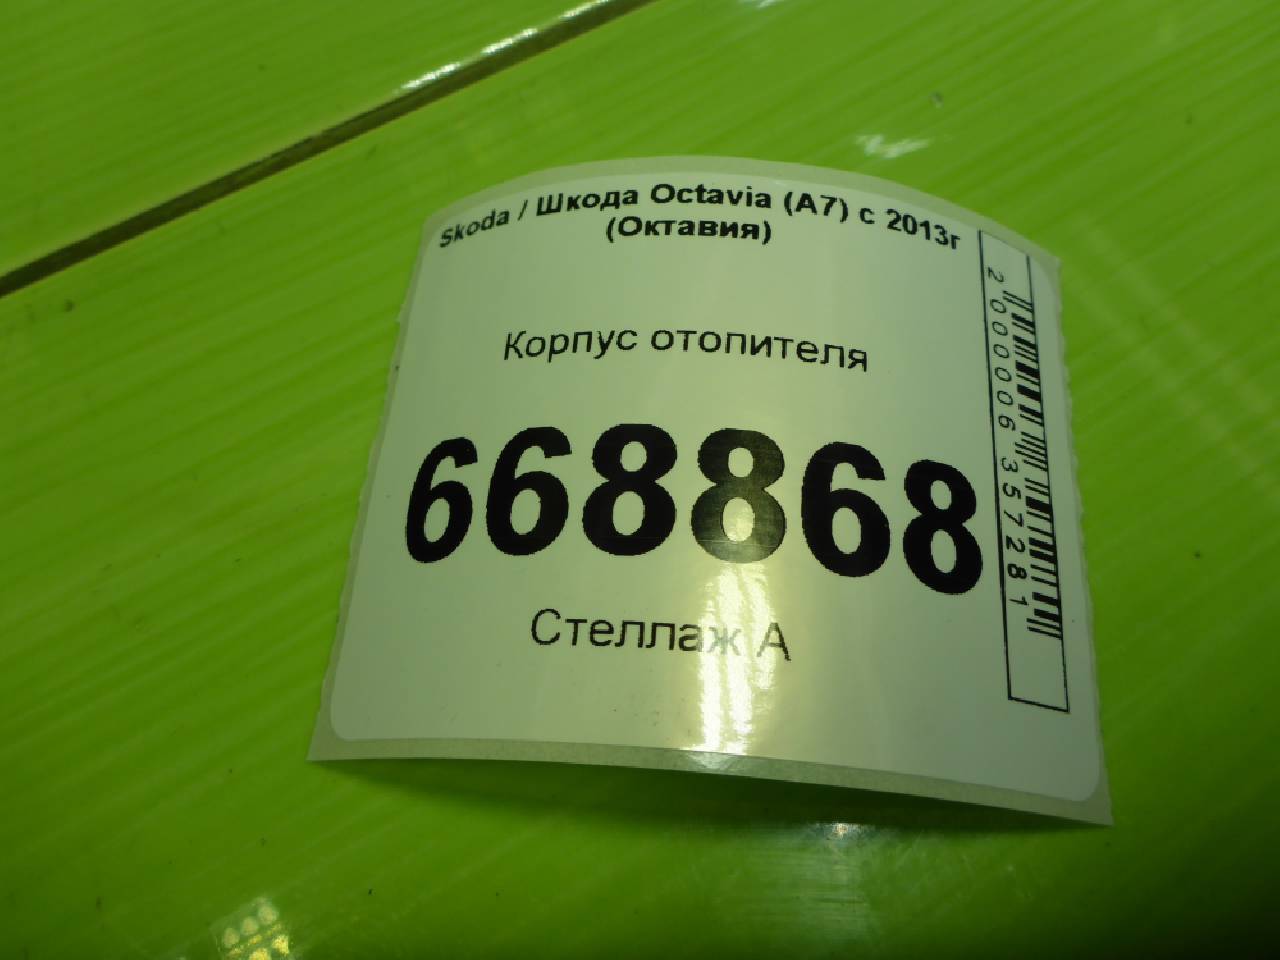 Skoda / Шкода Octavia (A7) с 2013г
(Октавия)
Корпус отопителя
668868
Стеллаж А
2000006357281